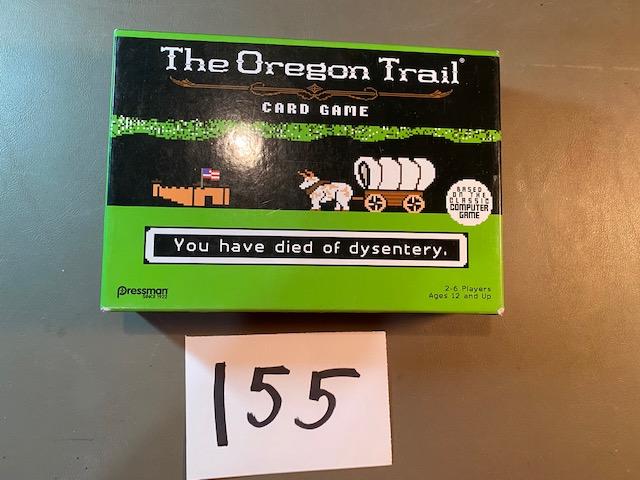 The Oregon Trail®
CARD GAME
BASED
ON THE
CLASSIC
COMPUTER
GAME
You have died of dysentery.
Pressman
SINCE 1922
2-6 Players
Ages 12 and Up
155